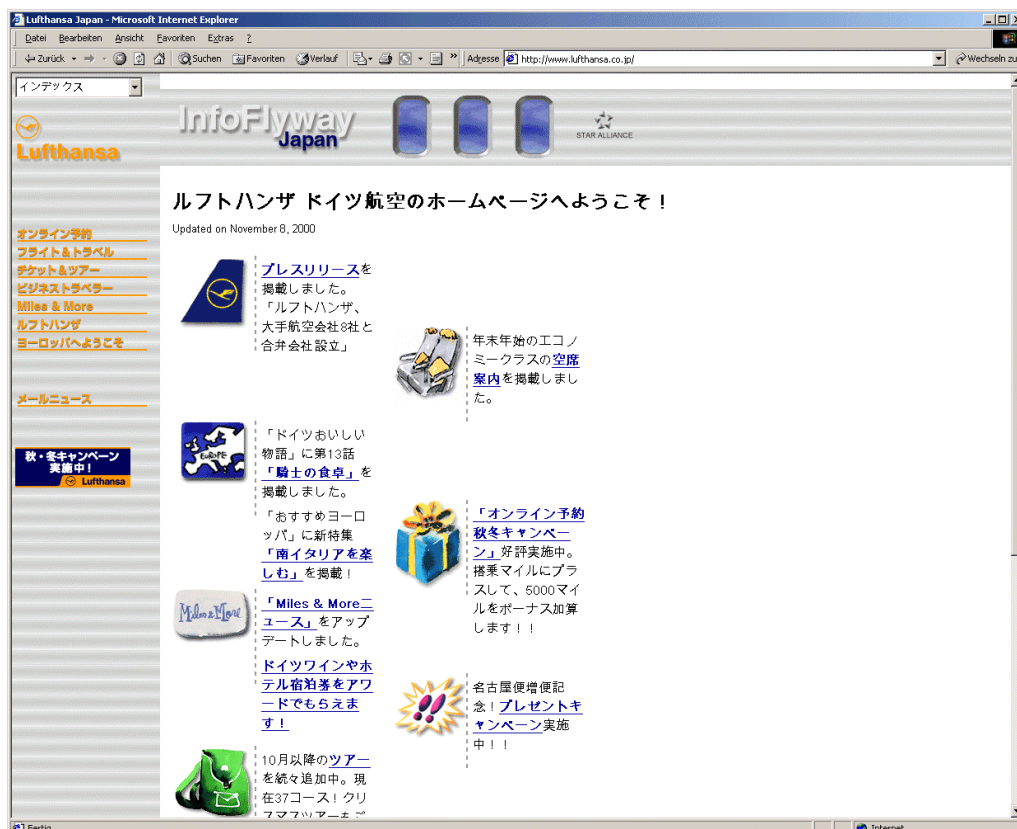 Lufthansa Japan - Microsoft Internet Explorer
Datei Bearbeiten Ansicht Favoriten Extras ?
Zurück Suchen Favoriten Verlauf Adresse http://www.lufthansa.co.jp/ Wechseln zu
インデックス
Lufthansa
InfoFlyway
Japan
STAR ALLIANCE
オンライン予約
フライト＆トラベル
チケット＆ツアー
ビジネストラベラー
Miles & More
ルフトハンザ
ヨーロッパへようこそ
メールニュース
秋・冬キャンペーン
実施中！
Lufthansa
ルフトハンザ ドイツ航空のホームページへようこそ！
Updated on November 8, 2000
プレスリリースを
掲載しました。
「ルフトハンザ、
大手航空会社8社と
合弁会社設立」
年末年始のエコノ
ミークラスの空席
案内を掲載しまし
た。
EUROPE
「ドイツおいしい
物語」に第13話
「騎士の食卓」を
掲載しました。
「おすすめヨーロ
ッパ」に新特集
「南イタリアを楽
しむ」を掲載！
「オンライン予約
秋冬キャンペー
ン」好評実施中。
搭乗マイルにプラ
スして、5000マイ
ルをボーナス加算
します！！
Miles & More
「Miles & Moreニ
ュース」をアップ
デートしました。
ドイツワインやホ
テル宿泊券をアワ
ードでもらえま
す！
名古屋便増便記
念！プレゼントキ
ャンペーン実施
中！！
10月以降のツアー
を続々追加中。現
在37コース！クリ
スマスツアーもご
Fertig
Internet